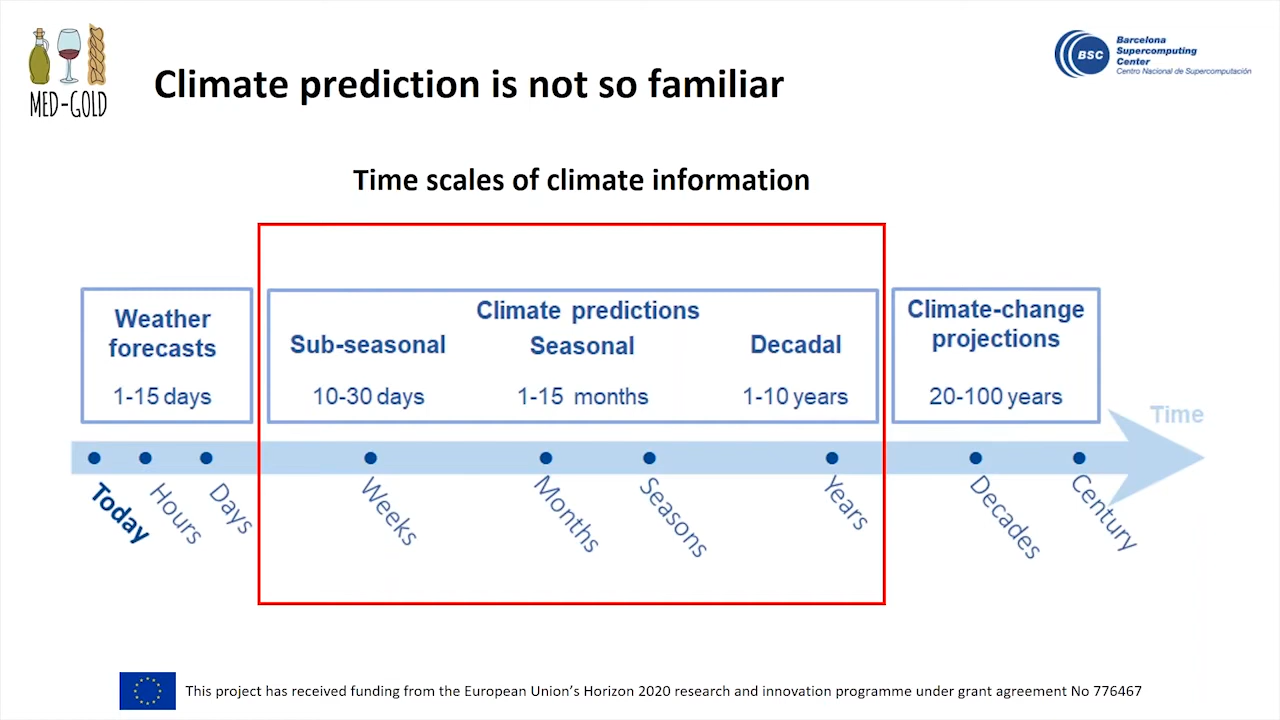 MED-GOLD
BSC
Barcelona
Supercomputing
Center
Centro Nacional de Supercomputación
Climate prediction is not so familiar
Time scales of climate information
Weather
forecasts
1-15 days
Climate predictions
Sub-seasonal
Seasonal
Decadal
10-30 days
1-15 months
1-10 years
Climate-change
projections
20-100 years
Time
Today
Hours
Days
Weeks
Months
Seasons
Years
Decades
Century
This project has received funding from the European Union’s Horizon 2020 research and innovation programme under grant agreement No 776467